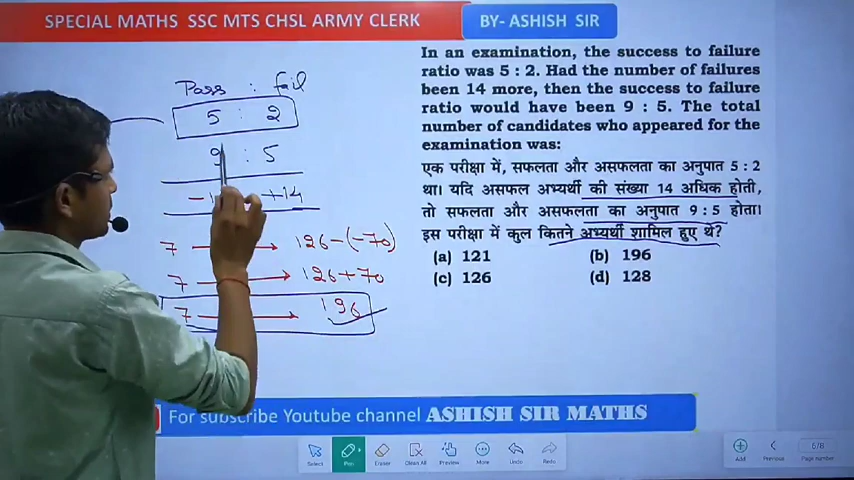 SPECIAL MATHS SSC MTS CHSL ARMY CLERK
BY- ASHISH SIR
Pass : fail
5 : 2
9 : 5
+14
7 → 126-(-70)
7 → 126+70
7 → 196
In an examination, the success to failure
ratio was 5 : 2. Had the number of failures
been 14 more, then the success to failure
ratio would have been 9 : 5. The total
number of candidates who appeared for the
examination was:
एक परीक्षा में, सफलता और असफलता का अनुपात 5 : 2
था। यदि असफल अभ्यर्थी की संख्या 14 अधिक होती,
तो सफलता और असफलता का अनुपात 9 : 5 होता।
इस परीक्षा में कुल कितने अभ्यर्थी शामिल हुए थे?
(a) 121 (b) 196
(c) 126 (d) 128
For subscribe Youtube channel ASHISH SIR MATHS
Select Pen Eraser Clean All Preview More Undo Redo
Add Previous 5/8 Page number